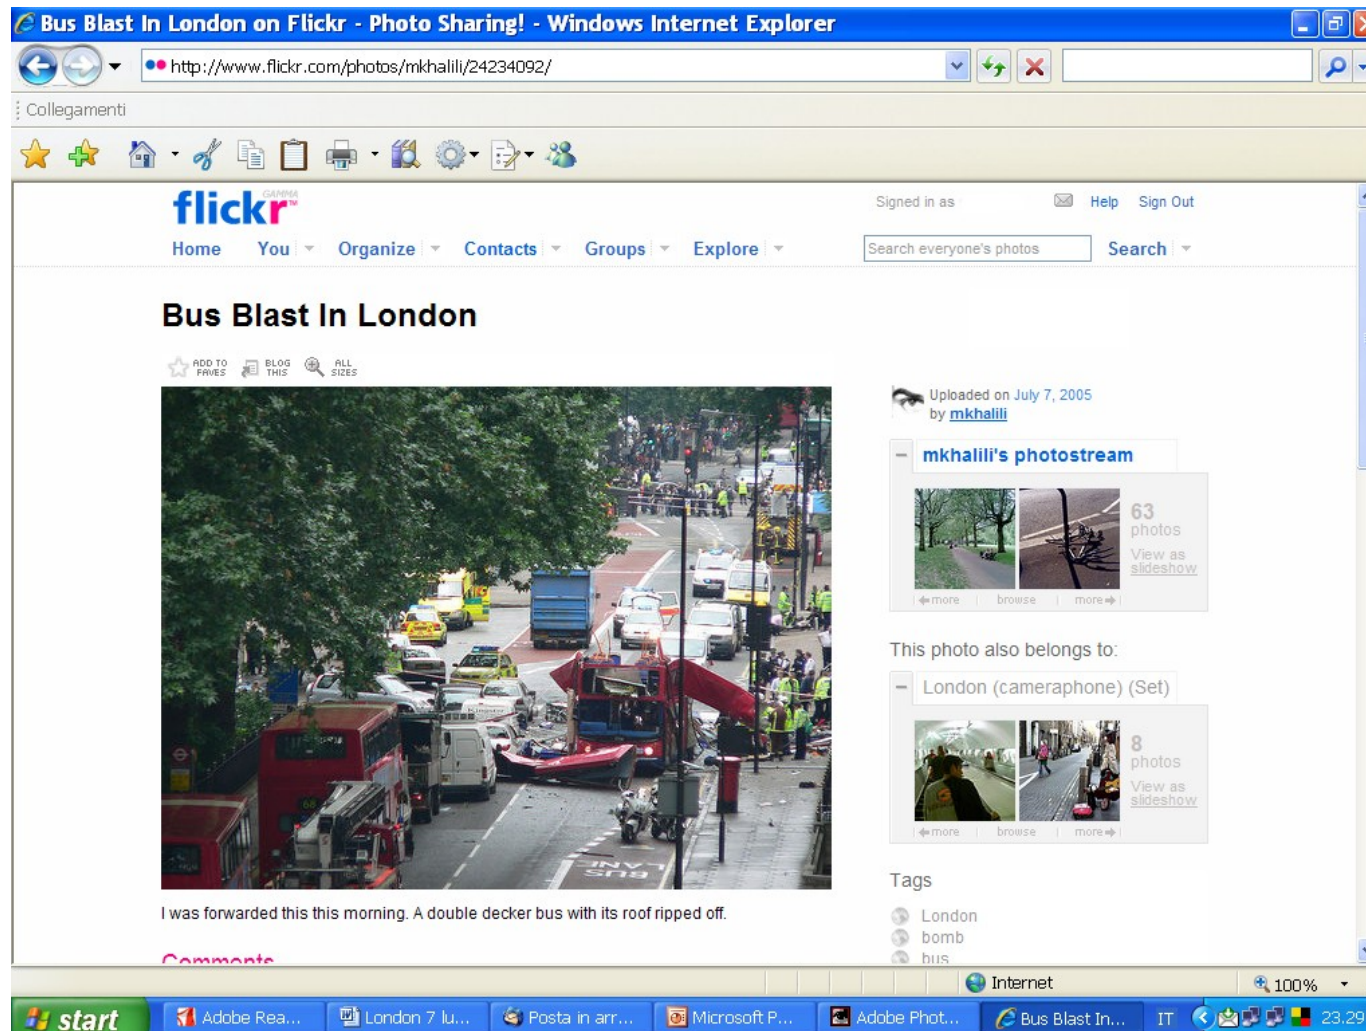 Bus Blast In London on Flickr - Photo Sharing! - Windows Internet Explorer
http://www.flickr.com/photos/mkhalili/24234092/
Collegamenti
flickr GAMMA ™
Signed in as Help Sign Out
Home You Organize Contacts Groups Explore Search everyone's photos Search
Bus Blast In London
ADD TO FAVES BLOG THIS ALL SIZES
Uploaded on July 7, 2005
by mkhalili
mkhalili's photostream
63
photos
View as
slideshow
more browse more
This photo also belongs to:
London (cameraphone) (Set)
8
photos
View as
slideshow
more browse more
Kingster
68
BUS
LANE
I was forwarded this this morning. A double decker bus with its roof ripped off.
Comments
Tags
London
bomb
bus
Internet 100%
start Adobe Rea... London 7 lu... Posta in arr... Microsoft P... Adobe Phot... Bus Blast In... IT 23.29